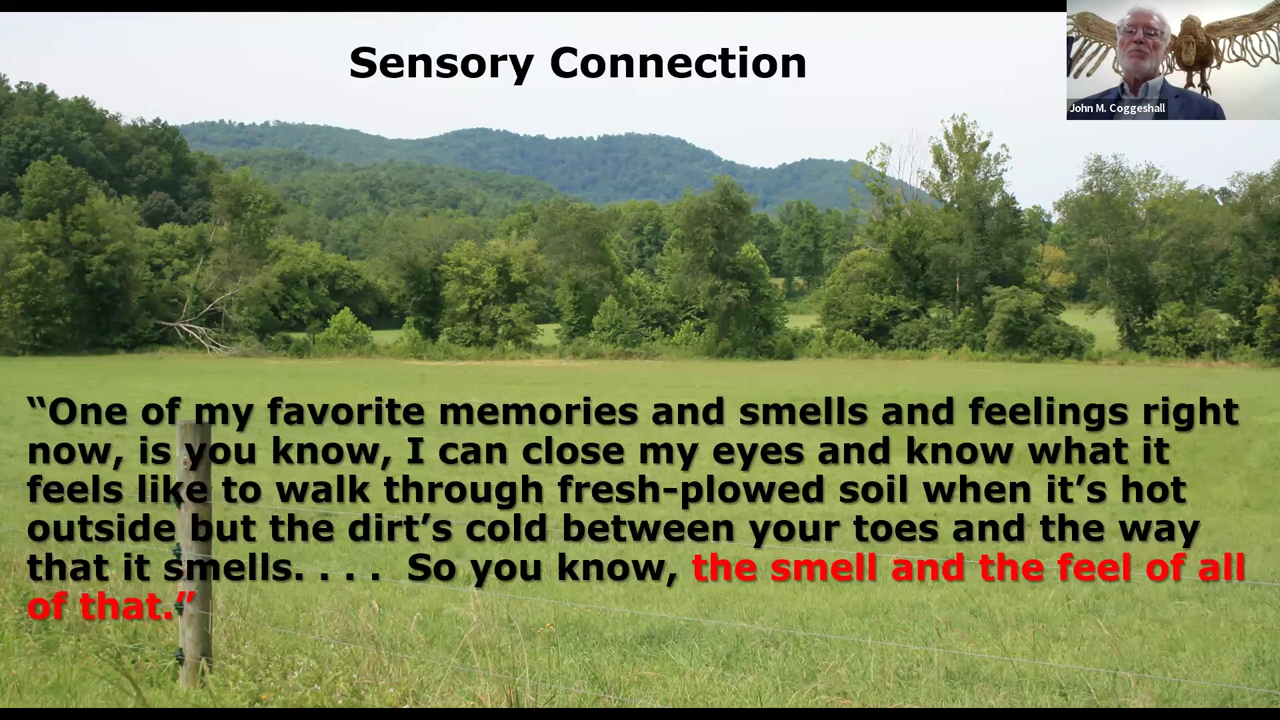 Sensory Connection
John M. Coggeshall
“One of my favorite memories and smells and feelings right
now, is you know, I can close my eyes and know what it
feels like to walk through fresh-plowed soil when it’s hot
outside but the dirt’s cold between your toes and the way
that it smells. . . .  So you know, the smell and the feel of all
of that.”